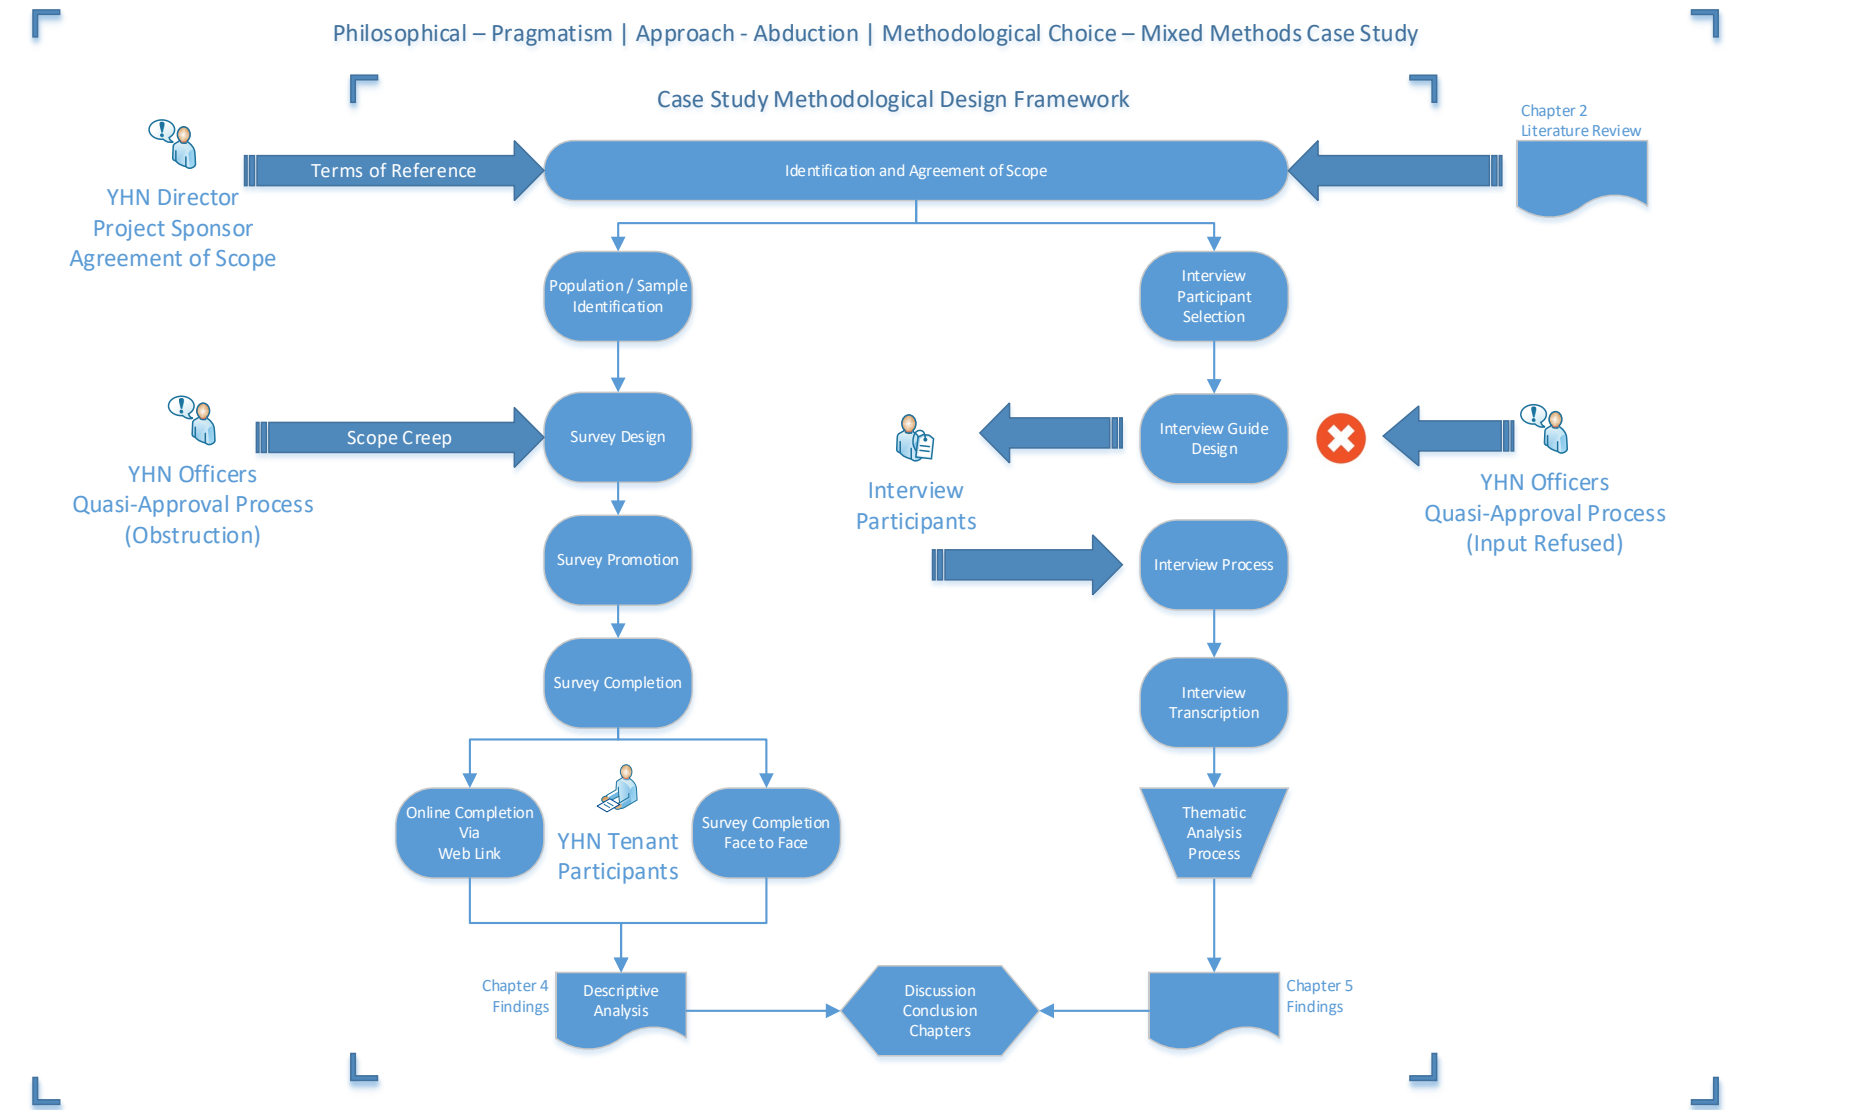 Philosophical – Pragmatism | Approach - Abduction | Methodological Choice – Mixed Methods Case Study
Case Study Methodological Design Framework
Chapter 2
Literature Review
Terms of Reference
Identification and Agreement of Scope
YHN Director
Project Sponsor
Agreement of Scope
Population / Sample
Identification
Interview
Participant
Selection
Scope Creep
Survey Design
Interview Guide
Design
YHN Officers
Quasi-Approval Process
(Obstruction)
Interview
Participants
YHN Officers
Quasi-Approval Process
(Input Refused)
Survey Promotion
Interview Process
Survey Completion
Interview
Transcription
Online Completion
Via
Web Link
YHN Tenant
Participants
Survey Completion
Face to Face
Thematic
Analysis
Process
Chapter 4
Findings
Descriptive
Analysis
Discussion
Conclusion
Chapters
Chapter 5
Findings